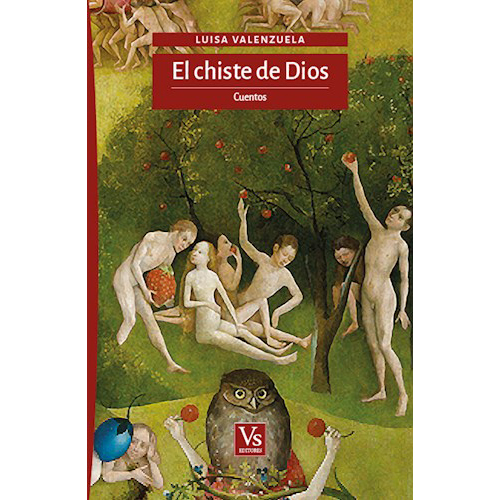 LUISA VALENZUELA
El chiste de Dios
Cuentos
Vs
EDITORES